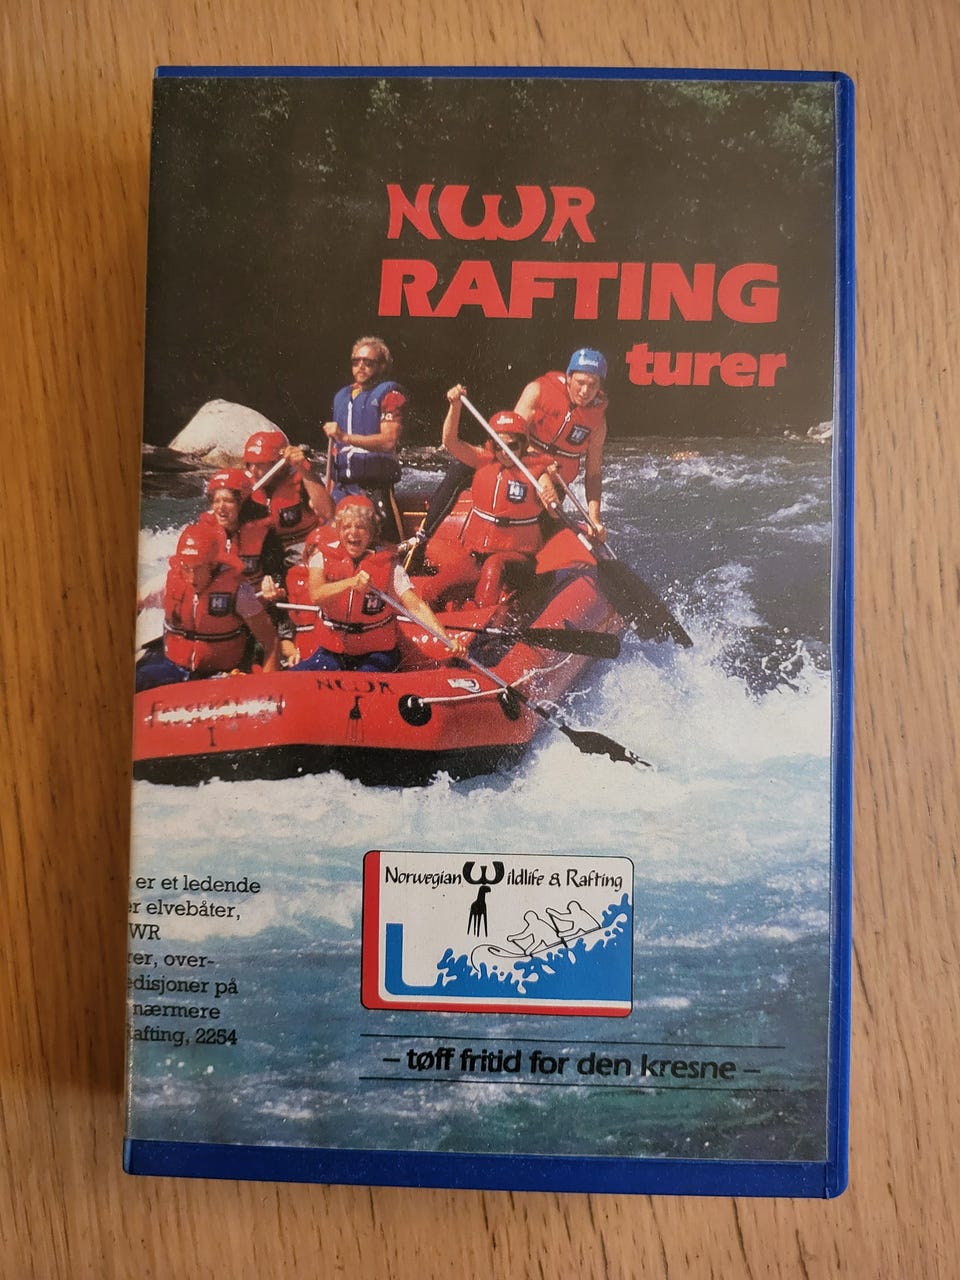 NWR
RAFTING
turer
NWR
Norwegian Wildlife & Rafting
er et ledende
er elvebåter,
WR
rer, over-
edisjoner på
nærmere
Rafting, 2254
– tøff fritid for den kresne –